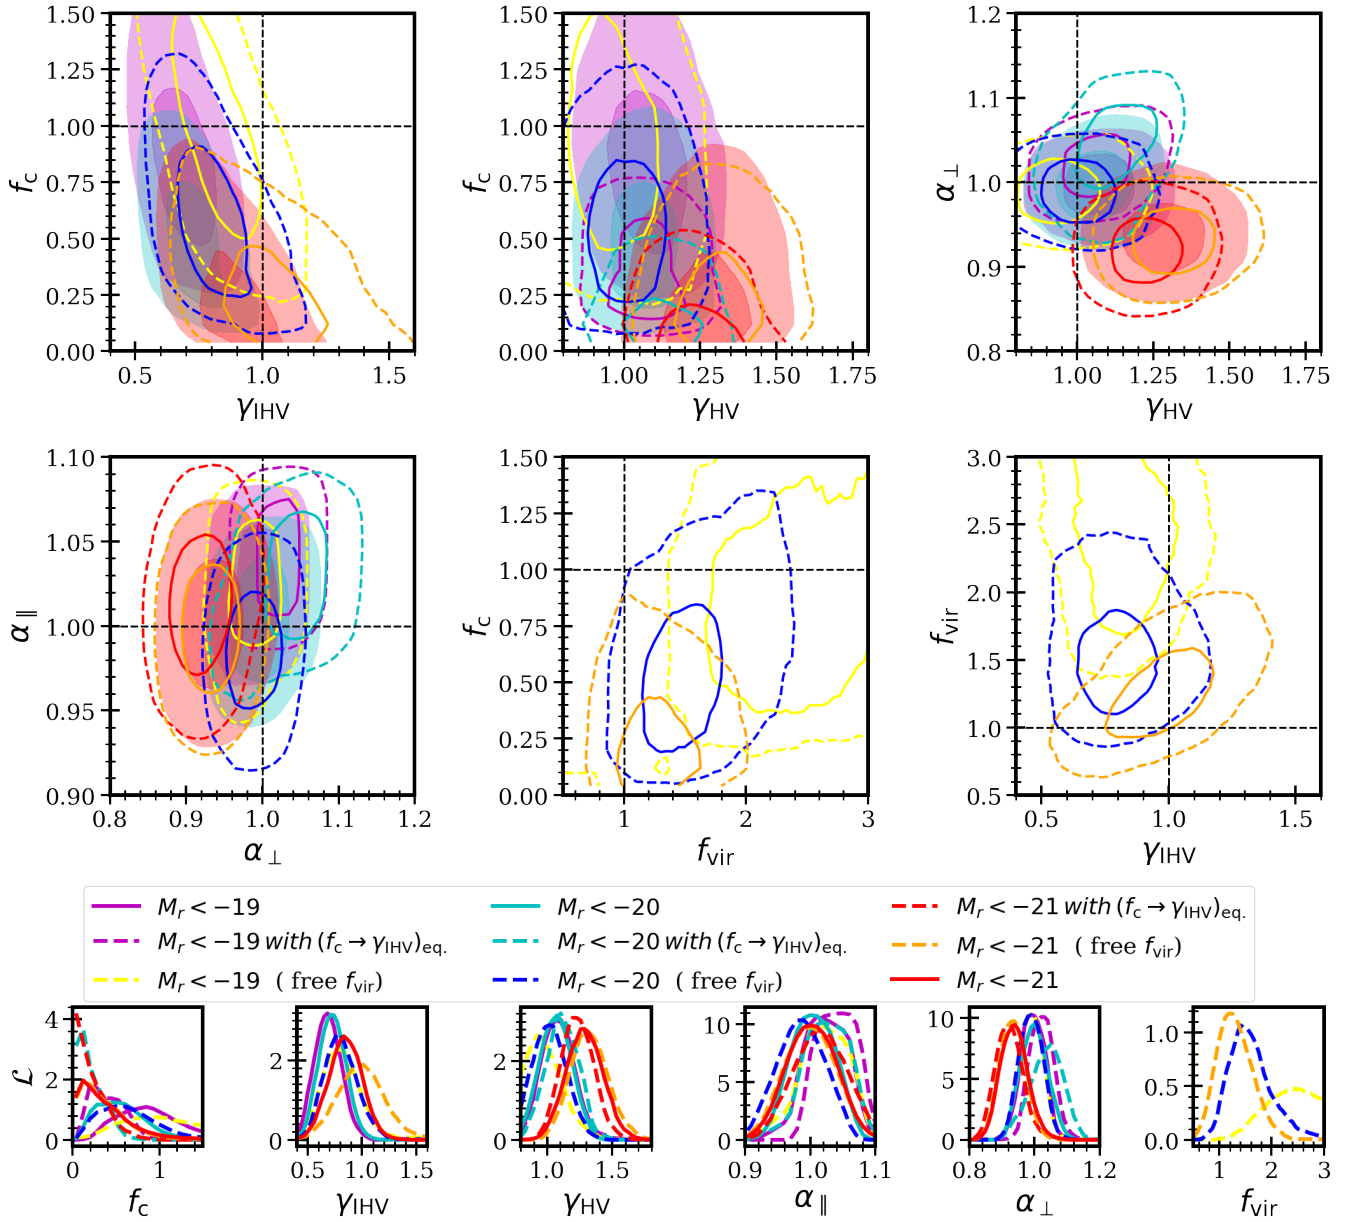 1.50
1.25
1.00
0.75
0.50
0.25
0.00
f_c
0.5 1.0 1.5
γ_IHV
1.50
1.25
1.00
0.75
0.50
0.25
0.00
f_c
1.00 1.25 1.50 1.75
γ_HV
1.2
1.1
1.0
0.9
0.8
α_⊥
1.00 1.25 1.50 1.75
γ_HV
1.10
1.05
1.00
0.95
0.90
α_∥
0.8 0.9 1.0 1.1 1.2
α_⊥
1.50
1.25
1.00
0.75
0.50
0.25
0.00
f_c
1 2 3
f_vir
3.0
2.5
2.0
1.5
1.0
0.5
f_vir
0.5 1.0 1.5
γ_IHV
M_r < −19
M_r < −19 with (f_c → γ_IHV)_eq.
M_r < −19 ( free f_vir)
M_r < −20
M_r < −20 with (f_c → γ_IHV)_eq.
M_r < −20 ( free f_vir)
M_r < −21 with (f_c → γ_IHV)_eq.
M_r < −21 ( free f_vir)
M_r < −21
4
2
0
ℒ
0 1
f_c
2
0
0.5 1.0 1.5
γ_IHV
2
0
1.0 1.5
γ_HV
10
5
0
0.9 1.0 1.1
α_∥
10
5
0
0.8 1.0 1.2
α_⊥
1.0
0.5
0.0
1 2 3
f_vir